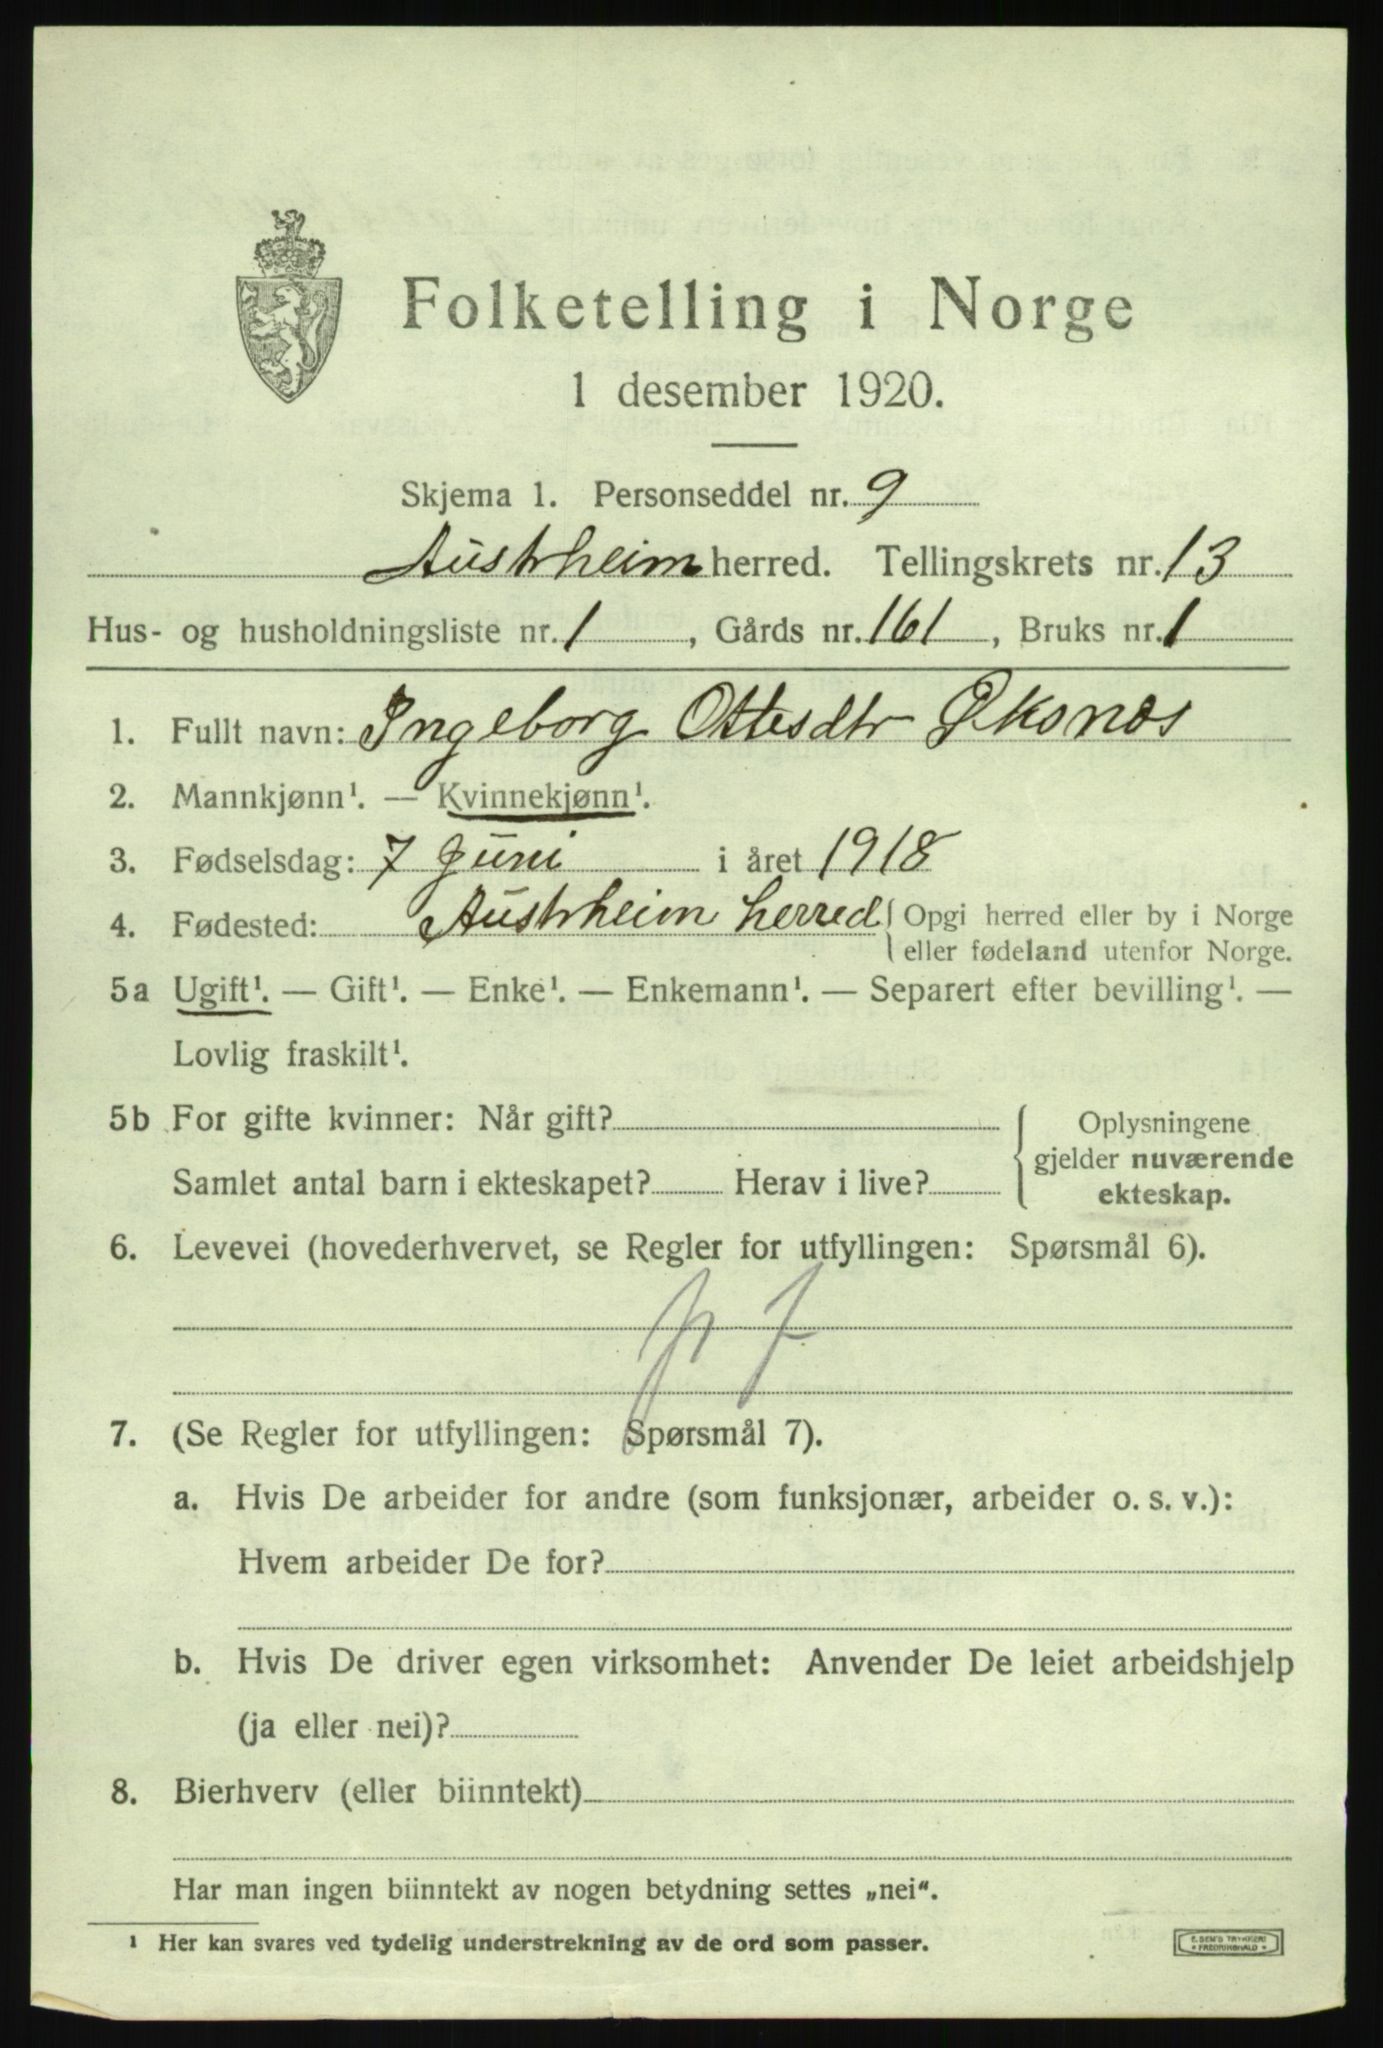 Folketelling i Norge
1 desember 1920.
Skjema 1. Personseddel nr. 9
Austrheim herred. Tellingskrets nr. 13
Hus- og husholdningsliste nr. 1, Gårds nr. 161, Bruks nr. 1
1. Fullt navn: Ingeborg Ottesdtr Øksnæs
2. Mannkjønn¹. — Kvinnekjønn¹.
3. Fødselsdag: 7 juni i året 1918
4. Fødested: Austrheim herred { Opgi herred eller by i Norge
eller fødeland utenfor Norge.
5a Ugift¹. — Gift¹. — Enke¹. — Enkemann¹. — Separert efter bevilling¹. —
Lovlig fraskilt¹.
5b For gifte kvinner: Når gift?
Samlet antal barn i ekteskapet? Herav i live?
Oplysningene
gjelder nuværende
ekteskap.
6. Levevei (hovederhvervet, se Regler for utfyllingen: Spørsmål 6).
7. (Se Regler for utfyllingen: Spørsmål 7).
a. Hvis De arbeider for andre (som funksjonær, arbeider o. s. v.):
Hvem arbeider De for?
b. Hvis De driver egen virksomhet: Anvender De leiet arbeidshjelp
(ja eller nei)?
8. Bierhverv (eller biinntekt)
Har man ingen biinntekt av nogen betydning settes „nei“.
¹ Her kan svares ved tydelig understrekning av de ord som passer.
E. SEM'S TRYKKERI
* FREDRIKSHALD *